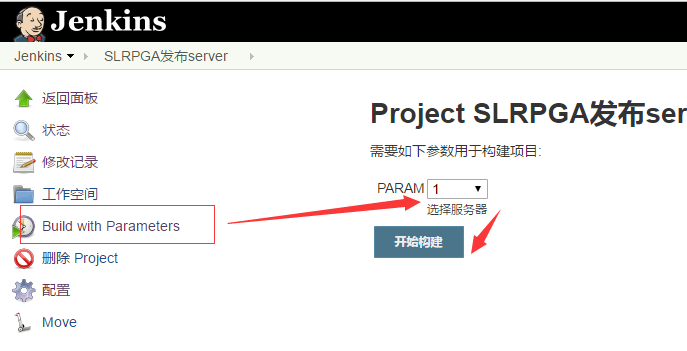 Jenkins
Jenkins SLRPGA发布server
返回面板
状态
修改记录
工作空间
Build with Parameters
删除 Project
配置
Move
Project SLRPGA发布ser
需要如下参数用于构建项目:
PARAM 1
选择服务器
开始构建